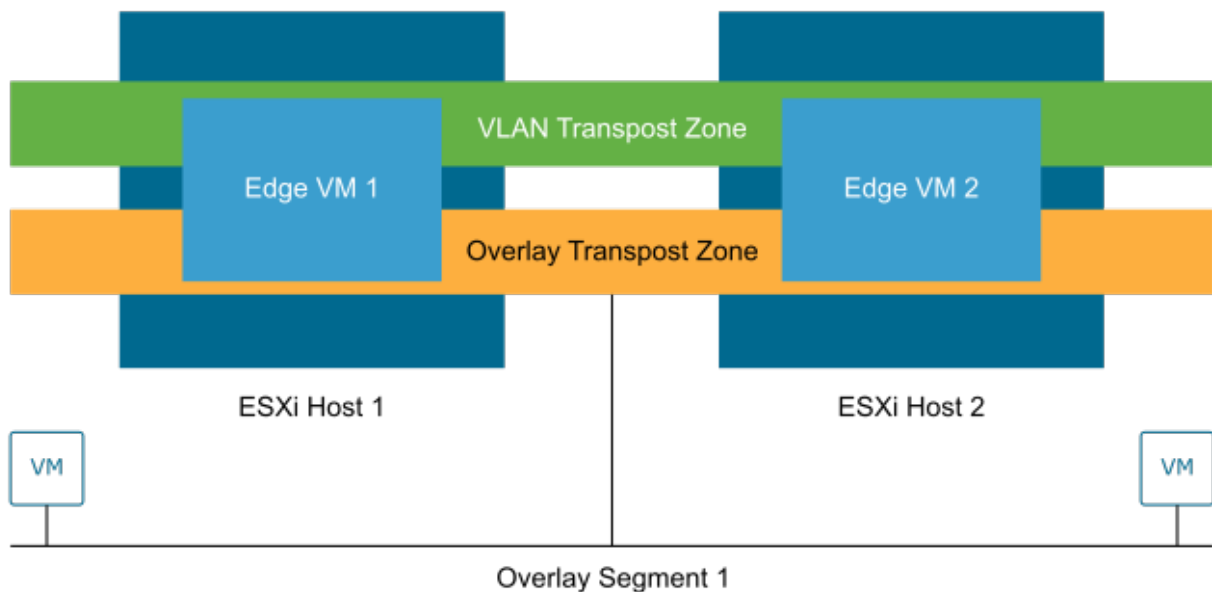 VLAN Transpost Zone
Edge VM 1
Edge VM 2
Overlay Transpost Zone
ESXi Host 1
ESXi Host 2
VM
VM
Overlay Segment 1